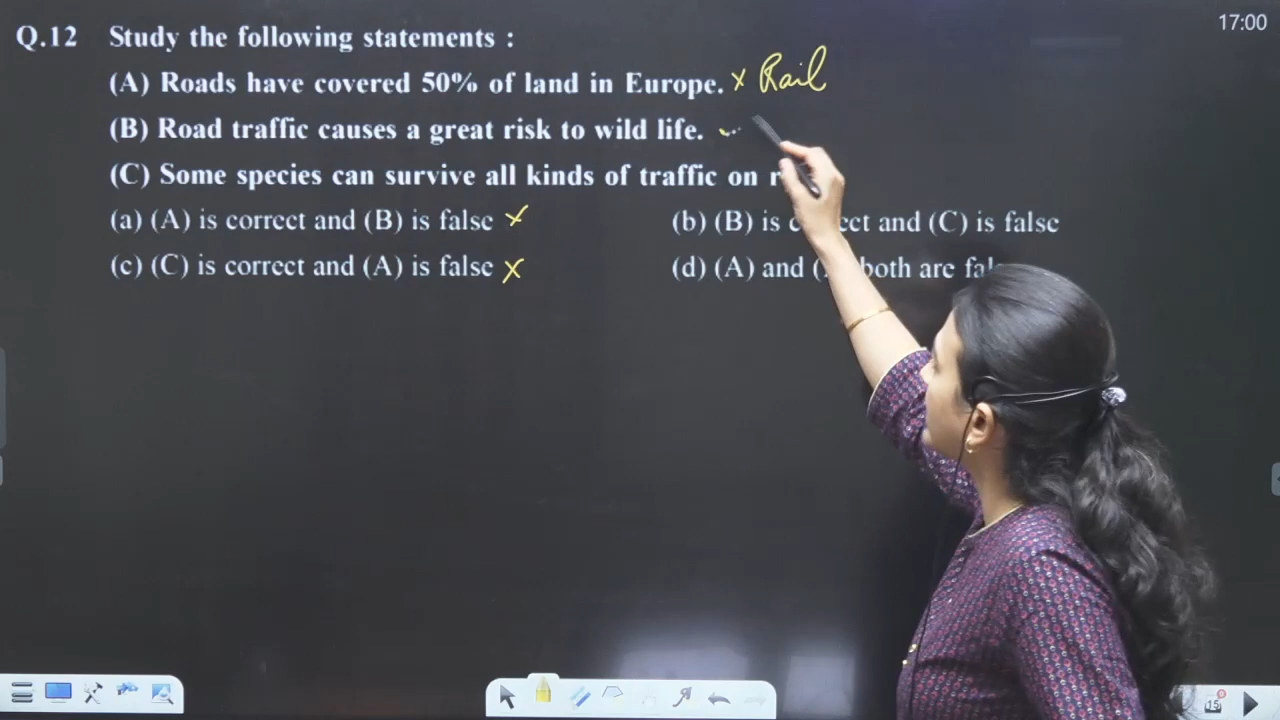 17:00
Q.12 Study the following statements :
(A) Roads have covered 50% of land in Europe. x Rail
(B) Road traffic causes a great risk to wild life.
(C) Some species can survive all kinds of traffic on
(a) (A) is correct and (B) is false x
(b) (B) is correct and (C) is false
(c) (C) is correct and (A) is false x
(d) (A) and both are
15